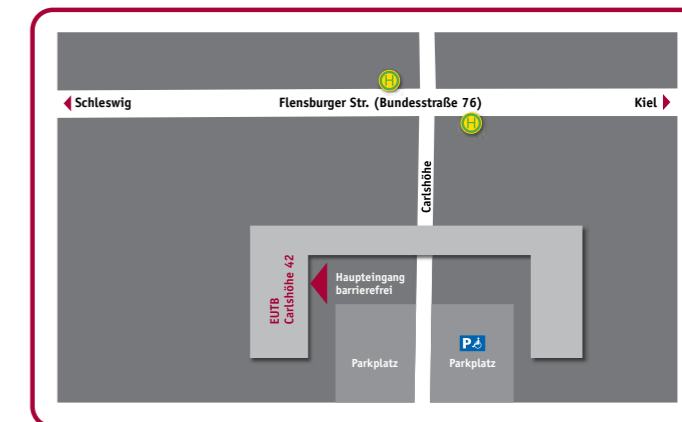 H
Schleswig
Flensburger Str. (Bundesstraße 76)
Kiel
H
Carlshöhe
EUTB
Carlshöhe 42
Haupteingang
barrierefrei
P
Parkplatz
Parkplatz